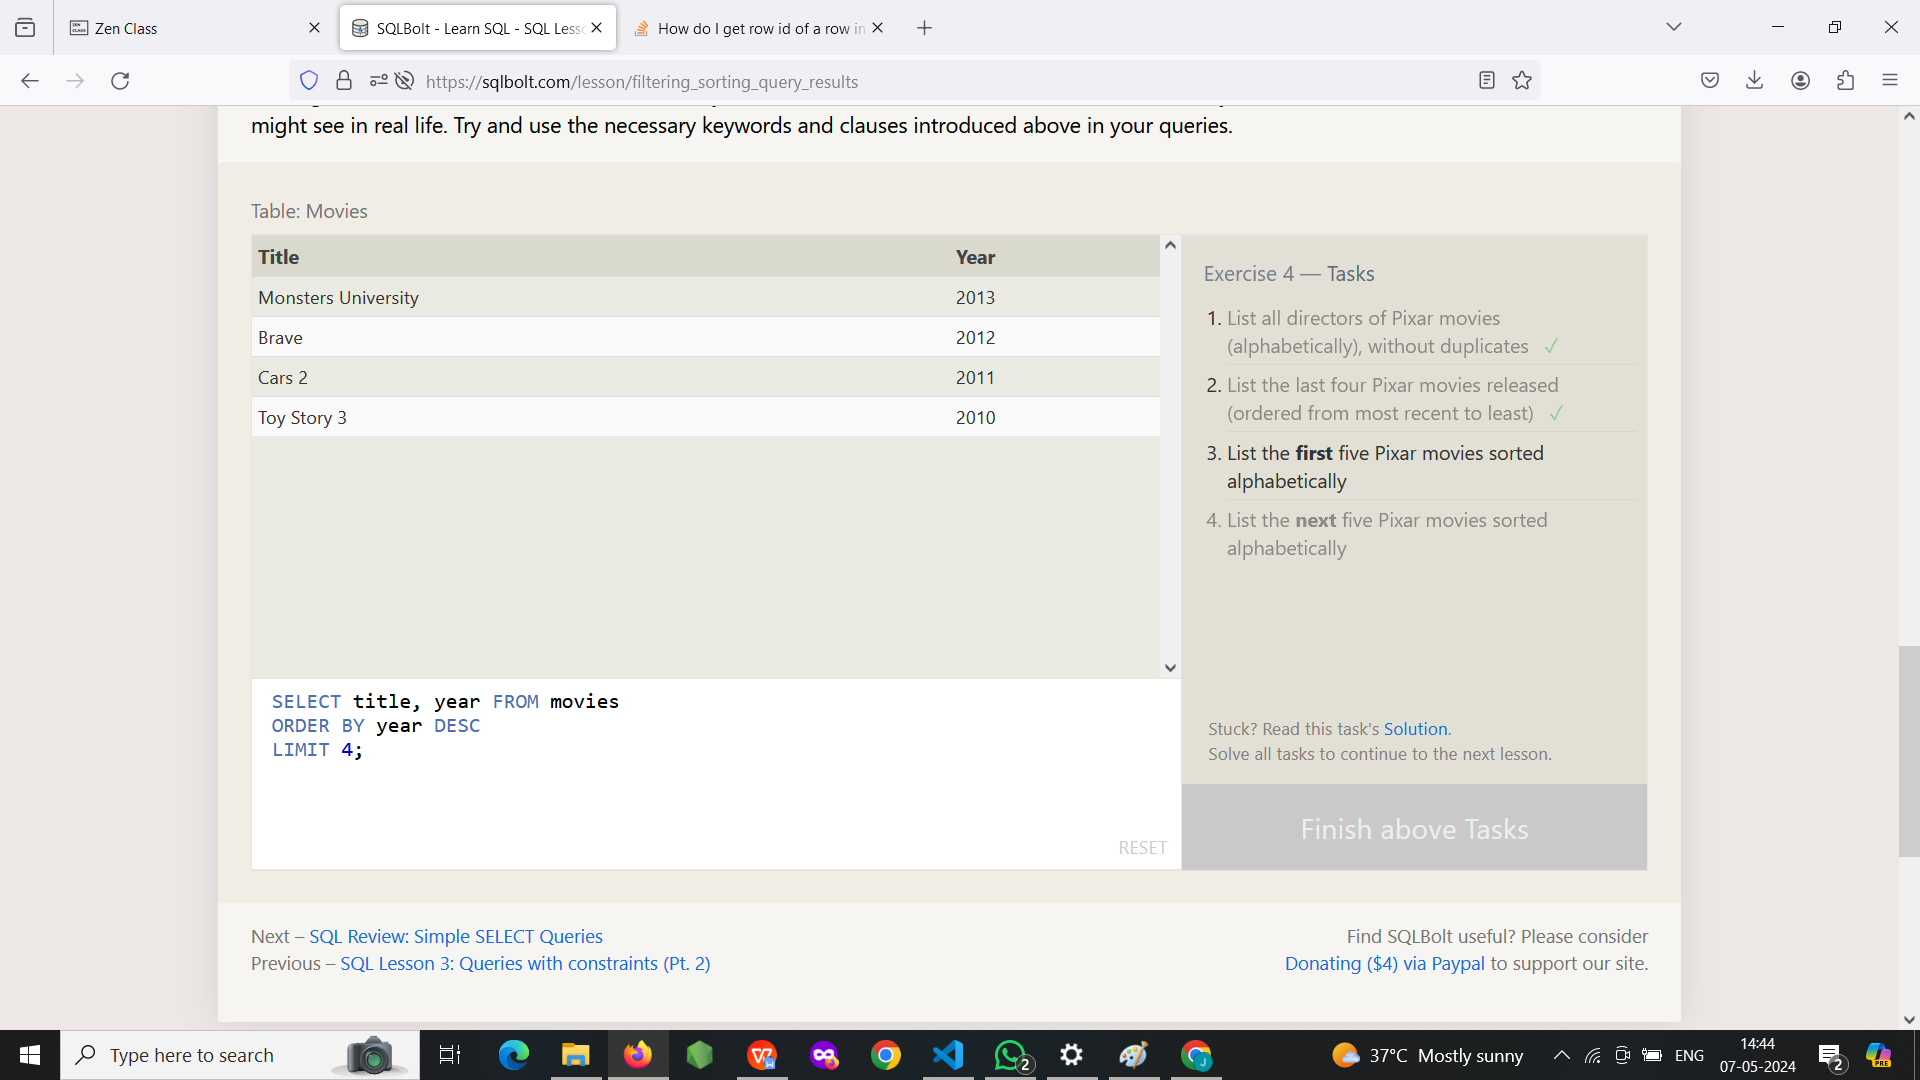 Zen Class
SQLBolt - Learn SQL - SQL Less
How do I get row id of a row in
https://sqlbolt.com/lesson/filtering_sorting_query_results
might see in real life. Try and use the necessary keywords and clauses introduced above in your queries.
Table: Movies
Title Year
Monsters University 2013
Brave 2012
Cars 2 2011
Toy Story 3 2010
Exercise 4 — Tasks
1. List all directors of Pixar movies
(alphabetically), without duplicates ✓
2. List the last four Pixar movies released
(ordered from most recent to least) ✓
3. List the first five Pixar movies sorted
alphabetically
4. List the next five Pixar movies sorted
alphabetically
SELECT title, year FROM movies
ORDER BY year DESC
LIMIT 4;
RESET
Stuck? Read this task's Solution.
Solve all tasks to continue to the next lesson.
Finish above Tasks
Next – SQL Review: Simple SELECT Queries
Previous – SQL Lesson 3: Queries with constraints (Pt. 2)
Find SQLBolt useful? Please consider
Donating ($4) via Paypal to support our site.
Type here to search
2
37°C Mostly sunny
ENG
14:44
07-05-2024
2
PRE